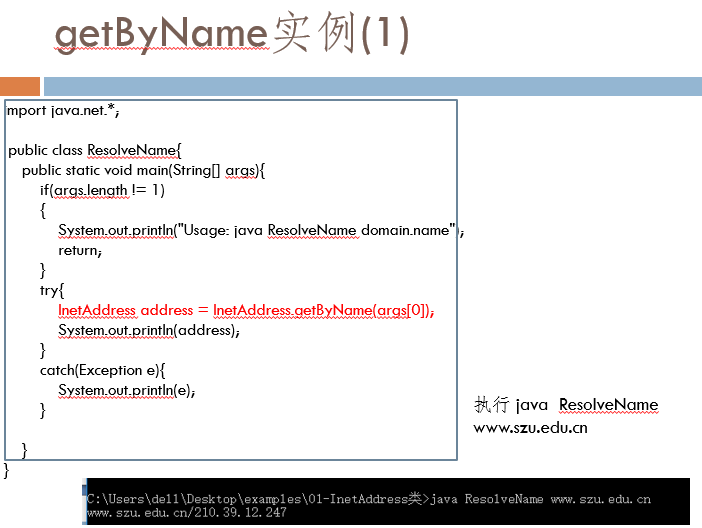 getByName实例(1)
mport java.net.*;
public class ResolveName{
public static void main(String[] args){
if(args.length != 1)
{
System.out.println("Usage: java ResolveName domain.name");
return;
}
try{
InetAddress address = InetAddress.getByName(args[0]);
System.out.println(address);
}
catch(Exception e){
System.out.println(e);
}
}
}
执行 java ResolveName
www.szu.edu.cn
C:\Users\dell\Desktop\examples\01-InetAddress类>java ResolveName www.szu.edu.cn
www.szu.edu.cn/210.39.12.247